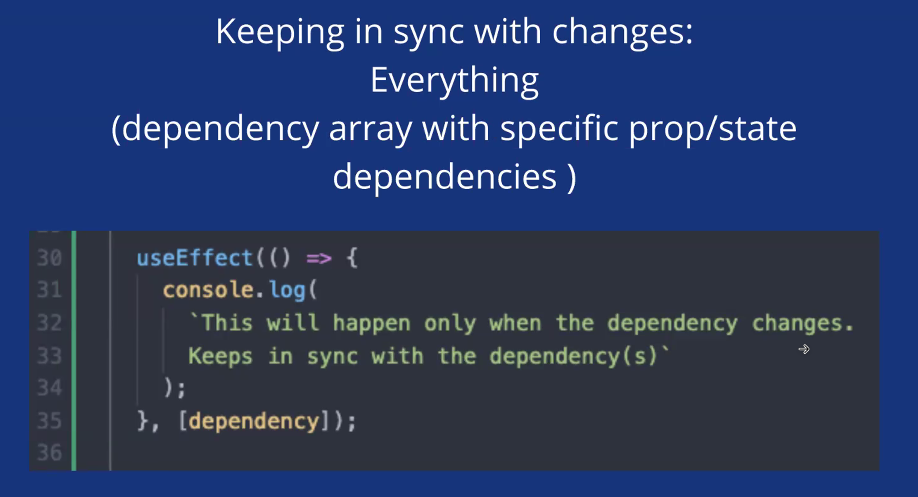 Keeping in sync with changes:
Everything
(dependency array with specific prop/state
dependencies )
30 useEffect(() => {
31 console.log(
32 `This will happen only when the dependency changes.
33 Keeps in sync with the dependency(s)`
34 );
35 }, [dependency]);
36